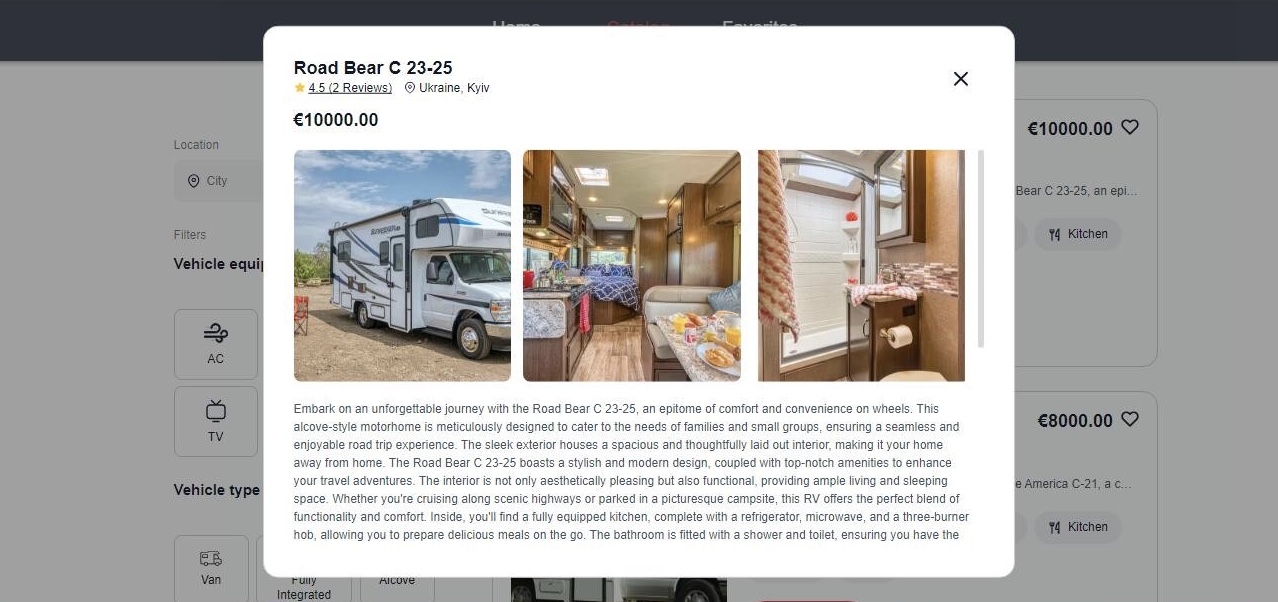 Home Catalog Favorites
Road Bear C 23-25
4.5 (2 Reviews) Ukraine, Kyiv
€10000.00
Embark on an unforgettable journey with the Road Bear C 23-25, an epitome of comfort and convenience on wheels. This
alcove-style motorhome is meticulously designed to cater to the needs of families and small groups, ensuring a seamless and
enjoyable road trip experience. The sleek exterior houses a spacious and thoughtfully laid out interior, making it your home
away from home. The Road Bear C 23-25 boasts a stylish and modern design, coupled with top-notch amenities to enhance
your travel adventures. The interior is not only aesthetically pleasing but also functional, providing ample living and sleeping
space. Whether you're cruising along scenic highways or parked in a picturesque campsite, this RV offers the perfect blend of
functionality and comfort. Inside, you'll find a fully equipped kitchen, complete with a refrigerator, microwave, and a three-burner
hob, allowing you to prepare delicious meals on the go. The bathroom is fitted with a shower and toilet, ensuring you have the
Location
City
Filters
Vehicle equi
AC
TV
Vehicle type
Van
Fully
Integrated
Alcove
€10000.00
Bear C 23-25, an epi...
Kitchen
€8000.00
e America C-21, a c...
Kitchen